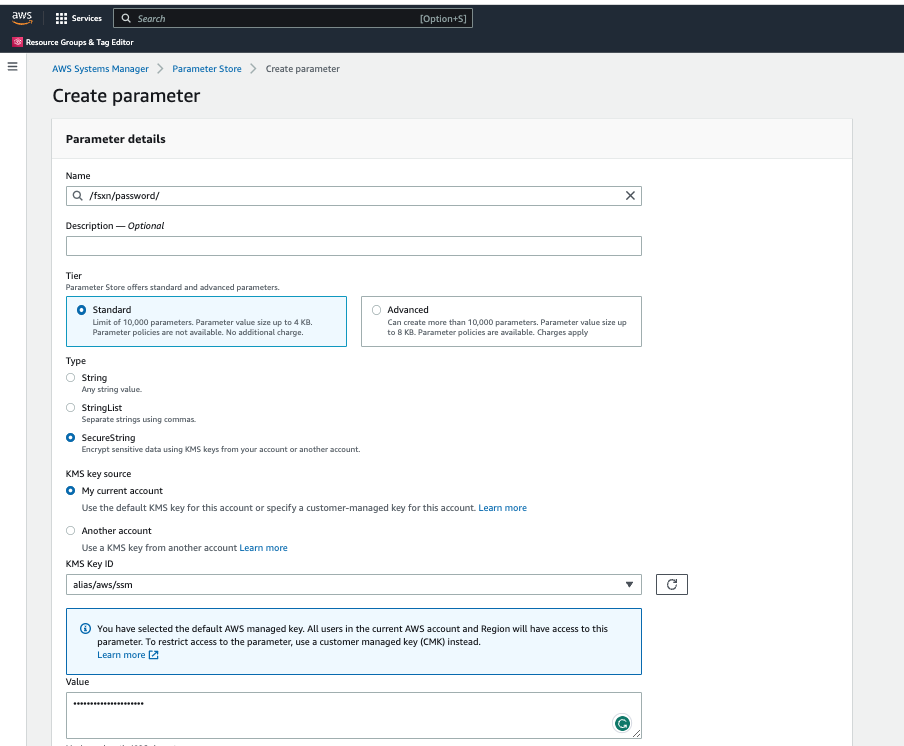 aws
Services
Search
[Option+S]
Resource Groups & Tag Editor
AWS Systems Manager
Parameter Store
Create parameter
Create parameter
Parameter details
Name
/fsxn/password/
Description — Optional
Tier
Parameter Store offers standard and advanced parameters.
Standard
Limit of 10,000 parameters. Parameter value size up to 4 KB.
Parameter policies are not available. No additional charge.
Advanced
Can create more than 10,000 parameters. Parameter value size up
to 8 KB. Parameter policies are available. Charges apply
Type
String
Any string value.
StringList
Separate strings using commas.
SecureString
Encrypt sensitive data using KMS keys from your account or another account.
KMS key source
My current account
Use the default KMS key for this account or specify a customer-managed key for this account. Learn more
Another account
Use a KMS key from another account Learn more
KMS Key ID
alias/aws/ssm
You have selected the default AWS managed key. All users in the current AWS account and Region will have access to this
parameter. To restrict access to the parameter, use a customer managed key (CMK) instead.
Learn more
Value
•••••••••••••••••••••